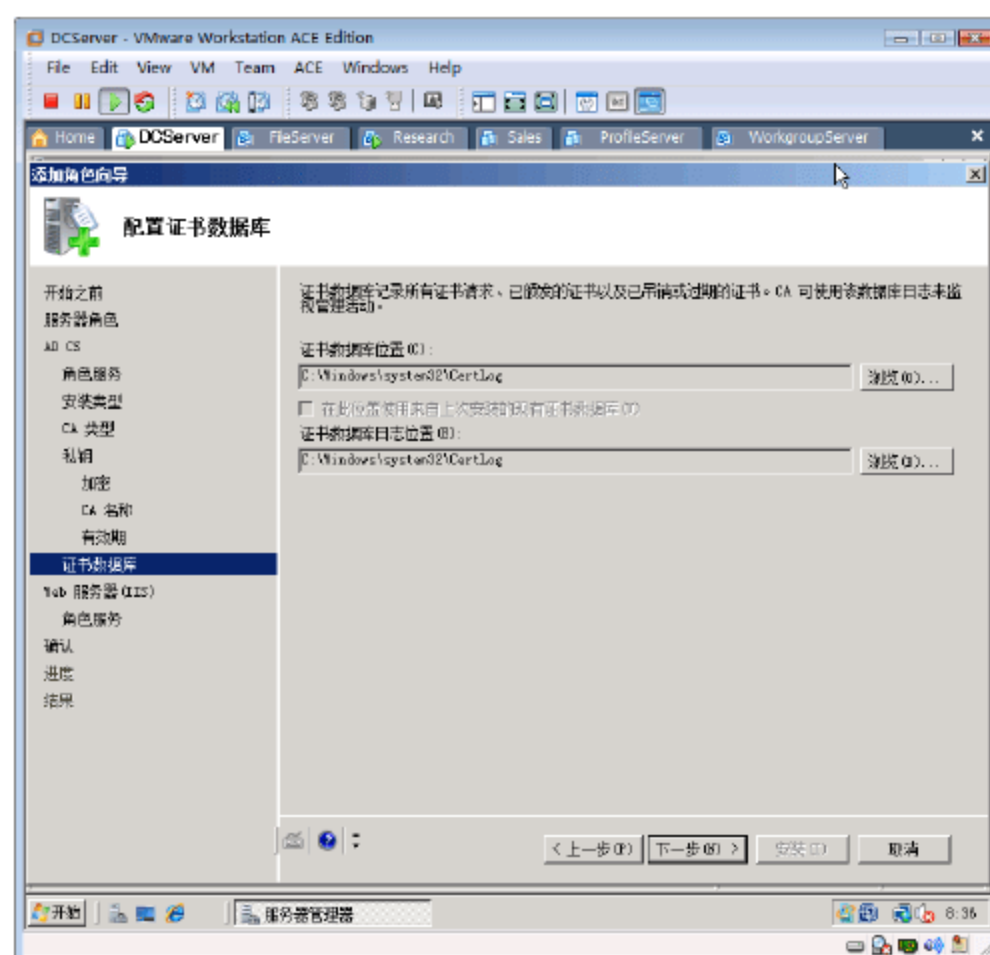 DCServer - VMware Workstation ACE Edition
File Edit View VM Team ACE Windows Help
Home DCServer FileServer Research Sales ProfileServer WorkgroupServer
添加角色向导
配置证书数据库
开始之前
服务器角色
AD CS
角色服务
安装类型
CA 类型
私钥
加密
CA 名称
有效期
证书数据库
Web 服务器(IIS)
角色服务
确认
进度
结果
证书数据库记录所有证书请求、已颁发的证书以及已吊销或过期的证书。CA 可使用该数据库日志来监
视管理活动。
证书数据库位置(C):
C:\Windows\system32\CertLog
浏览(O)...
在此位置使用来自上次安装的现有证书数据库(V)
证书数据库日志位置(E):
C:\Windows\system32\CertLog
浏览(R)...
< 上一步(P) 下一步(N) > 安装(I) 取消
开始 服务器管理器 8:36